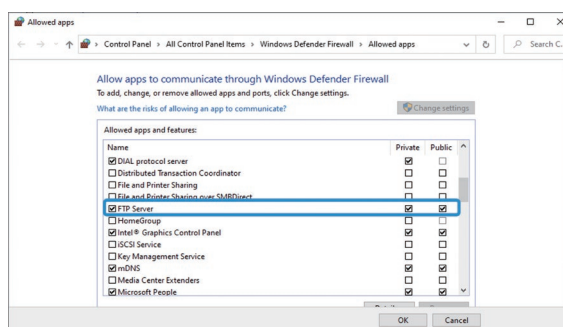 Allowed apps
Control Panel > All Control Panel Items > Windows Defender Firewall > Allowed apps
Search C...
Allow apps to communicate through Windows Defender Firewall
To add, change, or remove allowed apps and ports, click Change settings.
What are the risks of allowing an app to communicate?
Change settings
Allowed apps and features:
Name Private Public
DIAL protocol server
Distributed Transaction Coordinator
File and Printer Sharing
File and Printer Sharing over SMBDirect
FTP Server
HomeGroup
Intel® Graphics Control Panel
iSCSI Service
Key Management Service
mDNS
Media Center Extenders
Microsoft People
OK Cancel